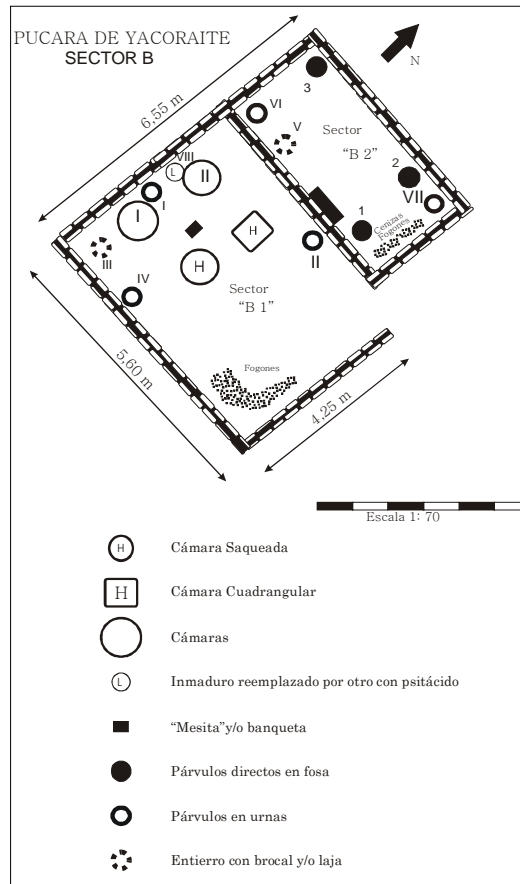 PUCARA DE YACORAITE
SECTOR B
N
6,55 m
3
VI
V
Sector
"B 2"
VIII
L
II
2
VII
I
I
1
Cenizas
Fogones
H
II
III
H
IV
Sector
"B 1"
5,60 m
Fogones
4,25 m
Escala 1: 70
H Cámara Saqueada
H Cámara Cuadrangular
Cámaras
L Inmaduro reemplazado por otro con psitácido
“Mesita”y/o banqueta
Párvulos directos en fosa
Párvulos en urnas
Entierro con brocal y/o laja